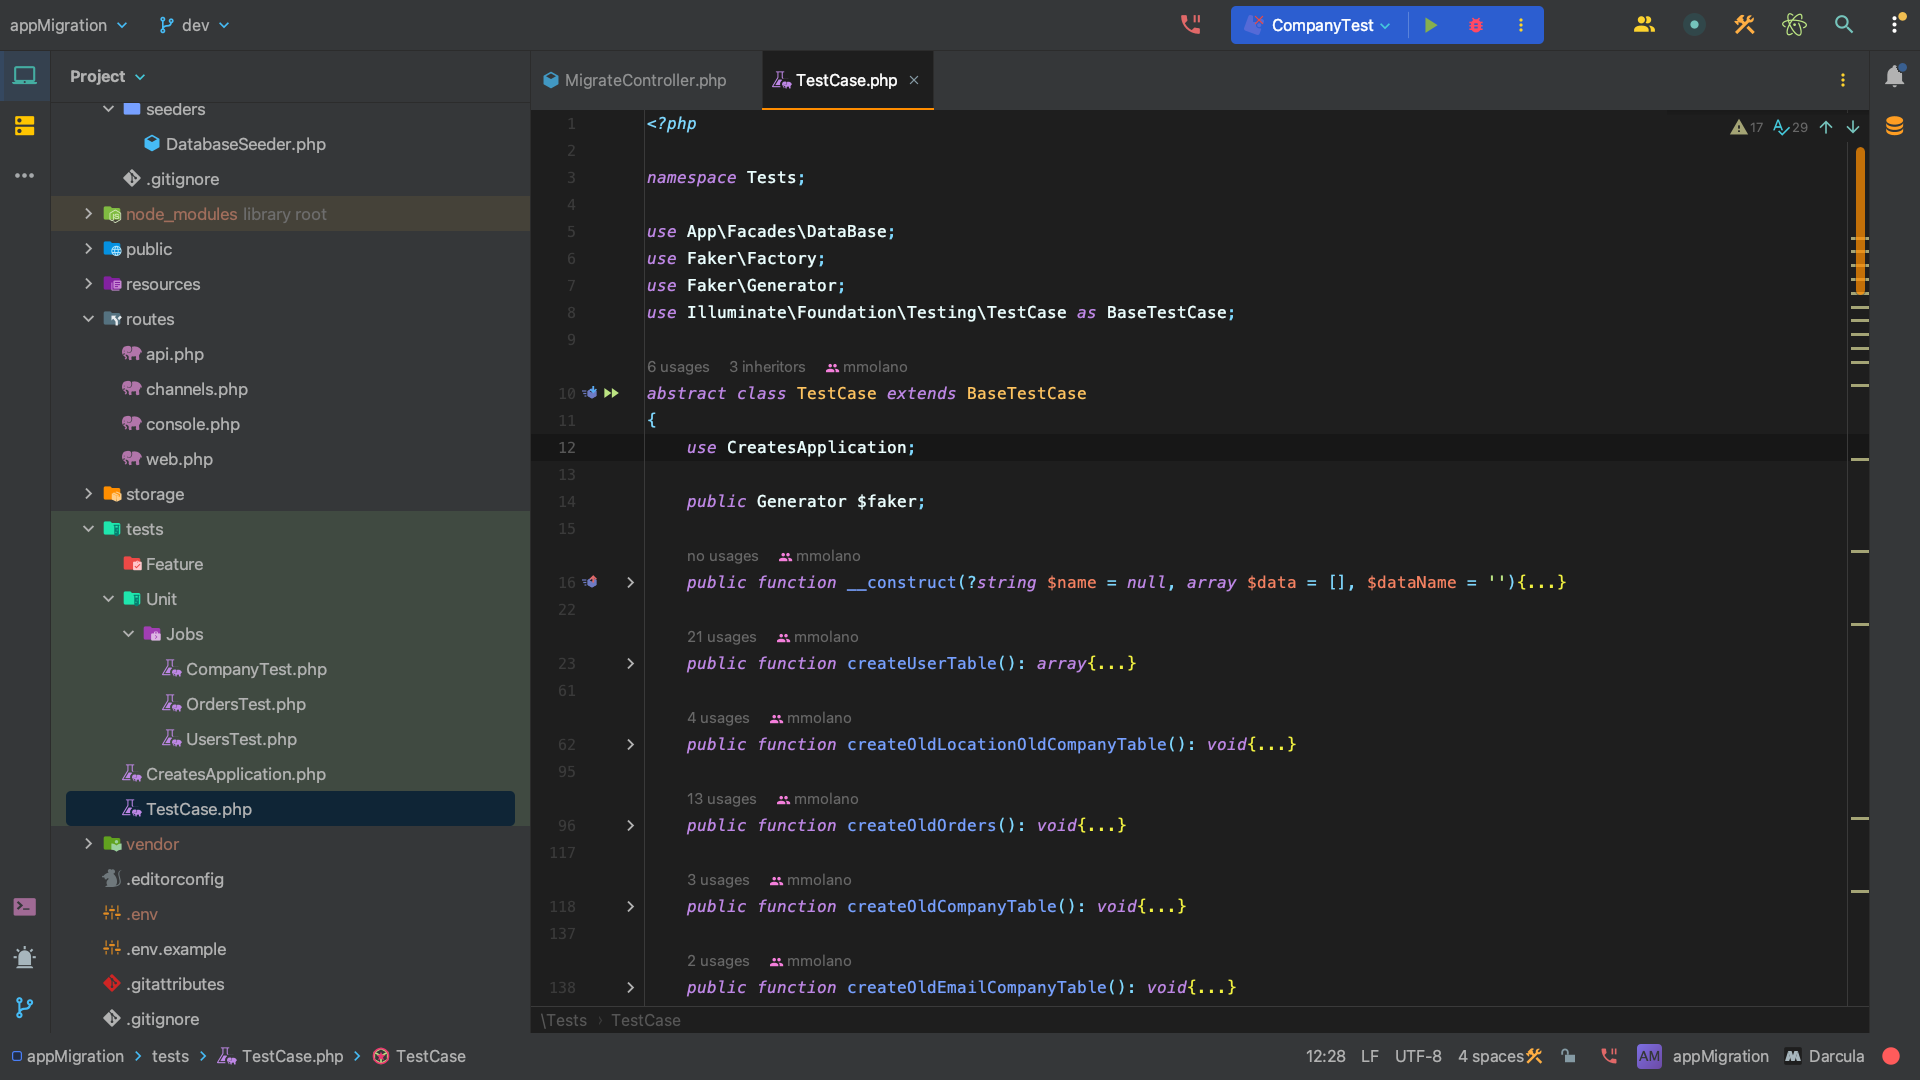 appMigration dev CompanyTest
Project
MigrateController.php TestCase.php
seeders
DatabaseSeeder.php
.gitignore
node_modules library root
public
resources
routes
api.php
channels.php
console.php
web.php
storage
tests
Feature
Unit
Jobs
CompanyTest.php
OrdersTest.php
UsersTest.php
CreatesApplication.php
TestCase.php
vendor
.editorconfig
.env
.env.example
.gitattributes
.gitignore
17 29
1 <?php
2
3 namespace Tests;
4
5 use App\Facades\DataBase;
6 use Faker\Factory;
7 use Faker\Generator;
8 use Illuminate\Foundation\Testing\TestCase as BaseTestCase;
9
6 usages 3 inheritors mmolano
10 abstract class TestCase extends BaseTestCase
11 {
12 use CreatesApplication;
13
14 public Generator $faker;
15
no usages mmolano
16 public function __construct(?string $name = null, array $data = [], $dataName = ''){...}
22
21 usages mmolano
23 public function createUserTable(): array{...}
61
4 usages mmolano
62 public function createOldLocationOldCompanyTable(): void{...}
95
13 usages mmolano
96 public function createOldOrders(): void{...}
117
3 usages mmolano
118 public function createOldCompanyTable(): void{...}
137
2 usages mmolano
138 public function createOldEmailCompanyTable(): void{...}
\Tests › TestCase
appMigration › tests › TestCase.php › TestCase
12:28 LF UTF-8 4 spaces AM appMigration M Darcula